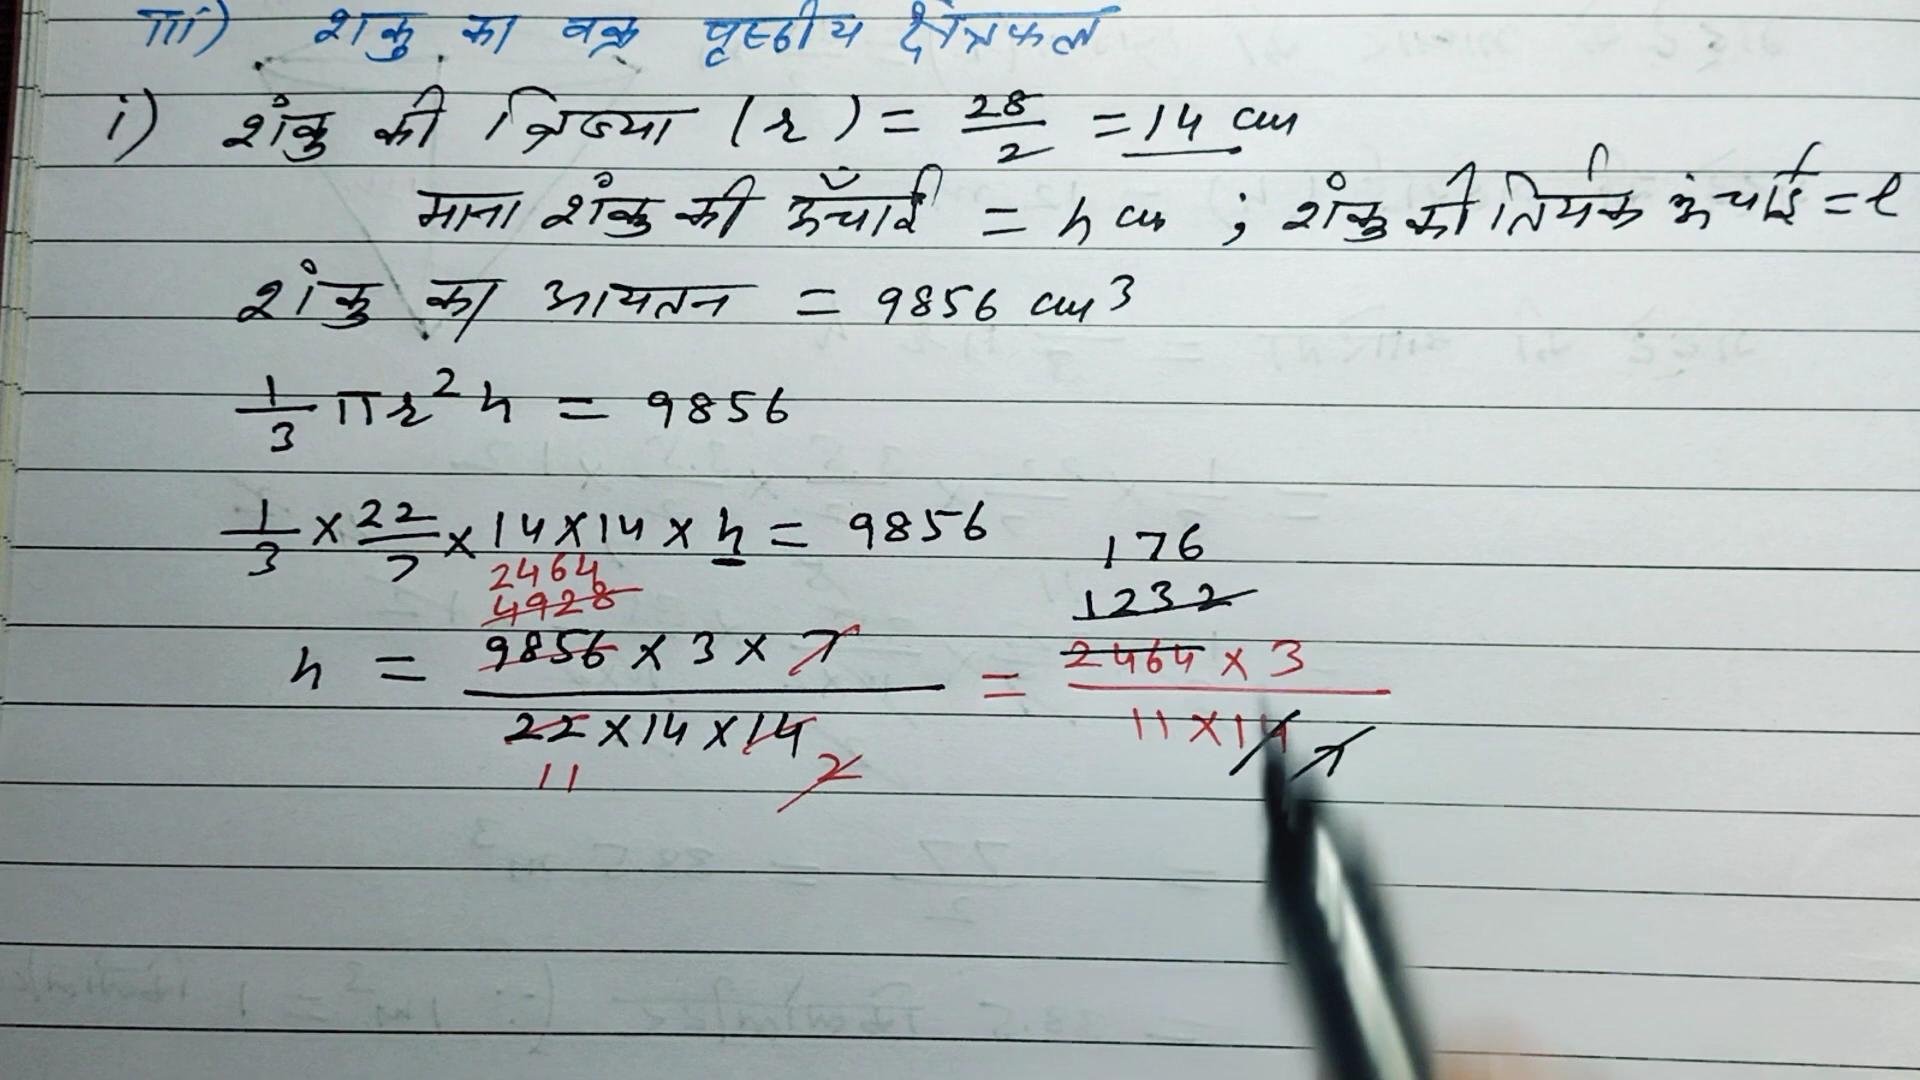 iii) शंकु का वक्र पृष्ठीय क्षेत्रफल
i) शंकु की त्रिज्या (r) = 28/2 = 14 cm
माना शंकु की ऊँचाई = h cm ; शंकु की तिर्यक ऊंचाई = l
शंकु का आयतन = 9856 cm³
1/3 πr²h = 9856
1/3 × 22/7 × 14 × 14 × h = 9856
176
2464
4928
1232
h = 9856 × 3 × 7 / 22 × 14 × 14 = 2464 × 3 / 11 × 14
11 2 7